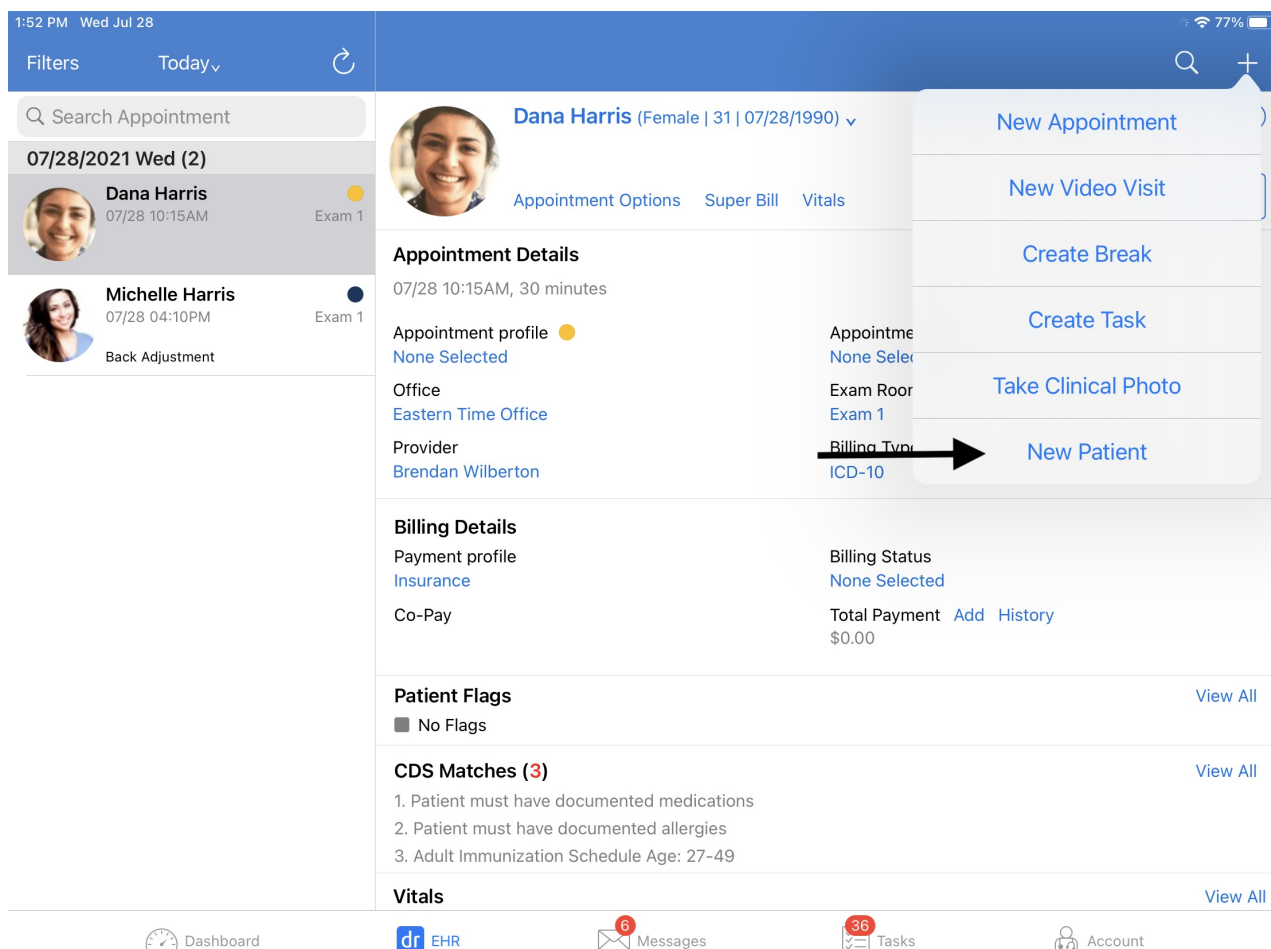 1:52 PM Wed Jul 28
77%
Filters
Today
Search Appointment
07/28/2021 Wed (2)
Dana Harris
07/28 10:15AM
Exam 1
Michelle Harris
07/28 04:10PM
Exam 1
Back Adjustment
Dana Harris (Female | 31 | 07/28/1990)
Appointment Options Super Bill Vitals
New Appointment
New Video Visit
Create Break
Create Task
Take Clinical Photo
New Patient
Appointment Details
07/28 10:15AM, 30 minutes
Appointment profile
None Selected
Office
Eastern Time Office
Exam 1
Provider
Brendan Wilberton
Billing
ICD-10
Billing Details
Payment profile
Insurance
Billing Status
None Selected
Co-Pay
Total Payment Add History
$0.00
Patient Flags
View All
No Flags
CDS Matches (3)
View All
1. Patient must have documented medications
2. Patient must have documented allergies
3. Adult Immunization Schedule Age: 27-49
Vitals
View All
Dashboard
dr EHR
6
Messages
36
Tasks
Account